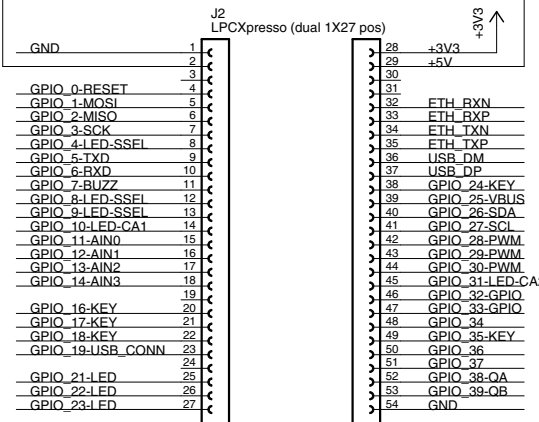 J2
LPCXpresso (dual 1X27 pos)
+3V3
GND 1 28 +3V3
2 29 +5V
3 30
GPIO_0-RESET 4 31
GPIO_1-MOSI 5 32 ETH_RXN
GPIO_2-MISO 6 33 ETH_RXP
GPIO_3-SCK 7 34 ETH_TXN
GPIO_4-LED-SSEL 8 35 ETH_TXP
GPIO_5-TXD 9 36 USB_DM
GPIO_6-RXD 10 37 USB_DP
GPIO_7-BUZZ 11 38 GPIO_24-KEY
GPIO_8-LED-SSEL 12 39 GPIO_25-VBUS
GPIO_9-LED-SSEL 13 40 GPIO_26-SDA
GPIO_10-LED-CA1 14 41 GPIO_27-SCL
GPIO_11-AIN0 15 42 GPIO_28-PWM
GPIO_12-AIN1 16 43 GPIO_29-PWM
GPIO_13-AIN2 17 44 GPIO_30-PWM
GPIO_14-AIN3 18 45 GPIO_31-LED-CA
19 46 GPIO_32-GPIO
GPIO_16-KEY 20 47 GPIO_33-GPIO
GPIO_17-KEY 21 48 GPIO_34
GPIO_18-KEY 22 49 GPIO_35-KEY
GPIO_19-USB_CONN 23 50 GPIO_36
24 51 GPIO_37
GPIO_21-LED 25 52 GPIO_38-QA
GPIO_22-LED 26 53 GPIO_39-QB
GPIO_23-LED 27 54 GND